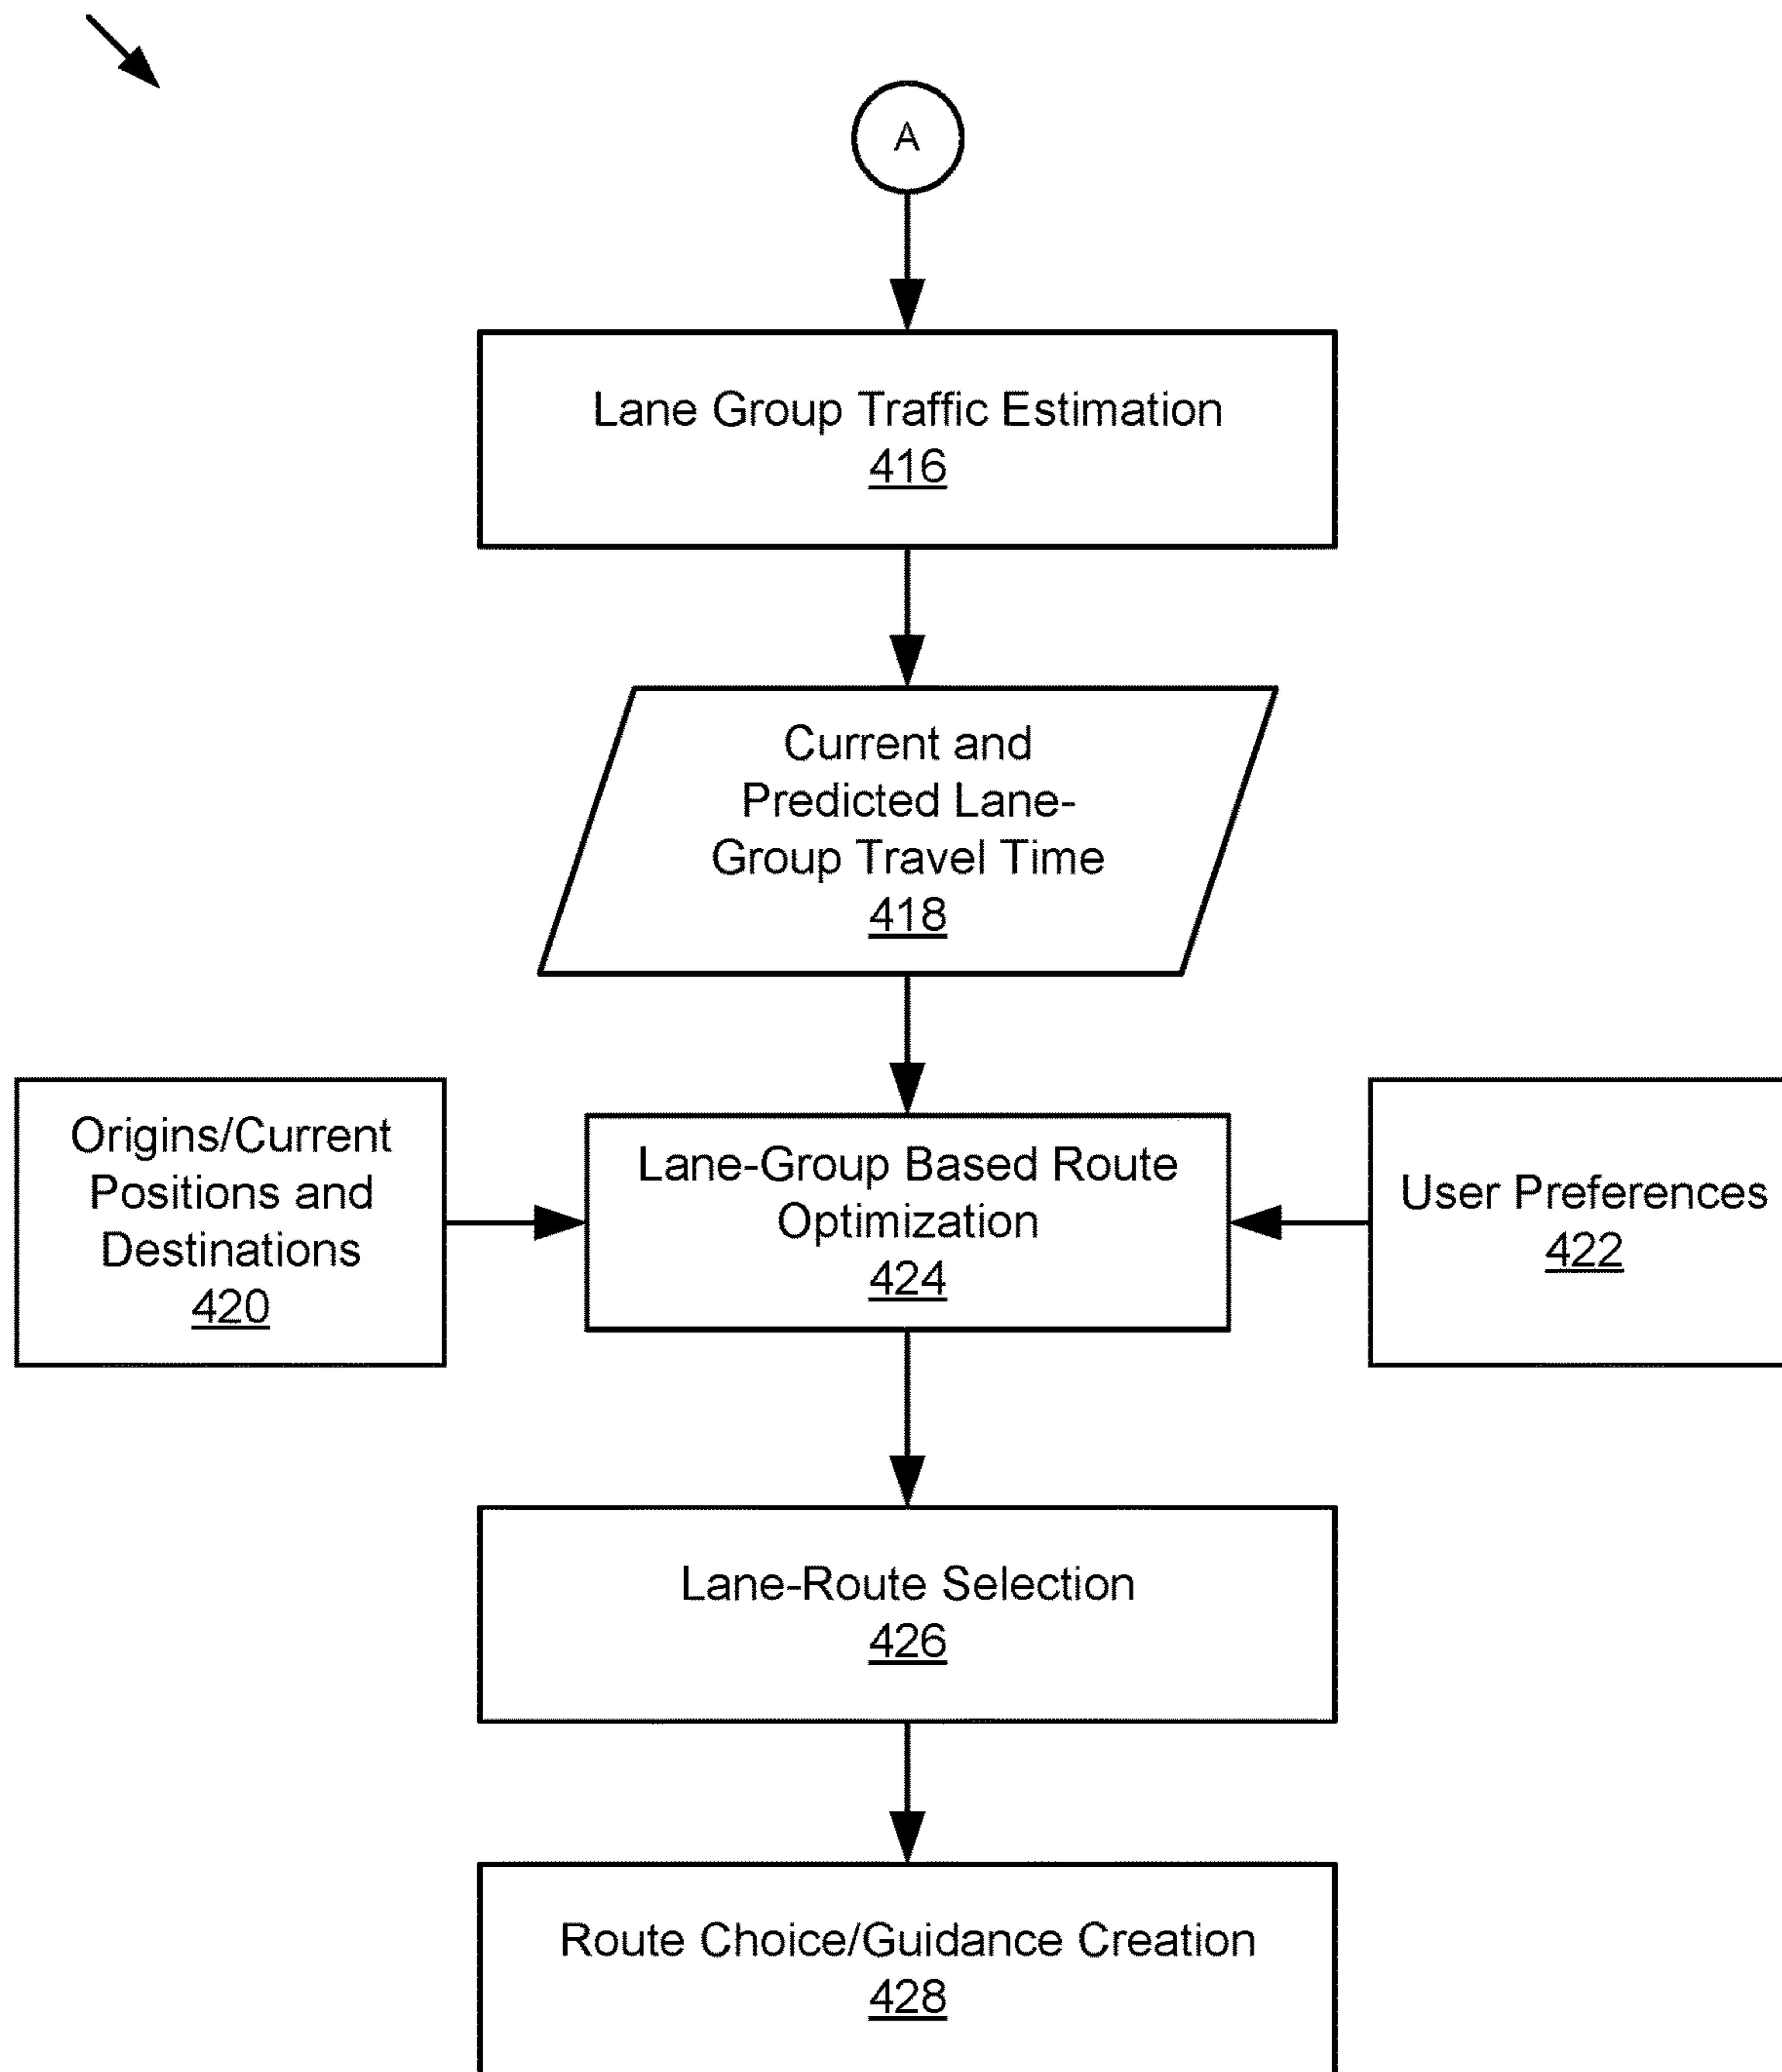 A
Lane Group Traffic Estimation
416
Current and
Predicted Lane-
Group Travel Time
418
Origins/Current
Positions and
Destinations
420
Lane-Group Based Route
Optimization
424
User Preferences
422
Lane-Route Selection
426
Route Choice/Guidance Creation
428